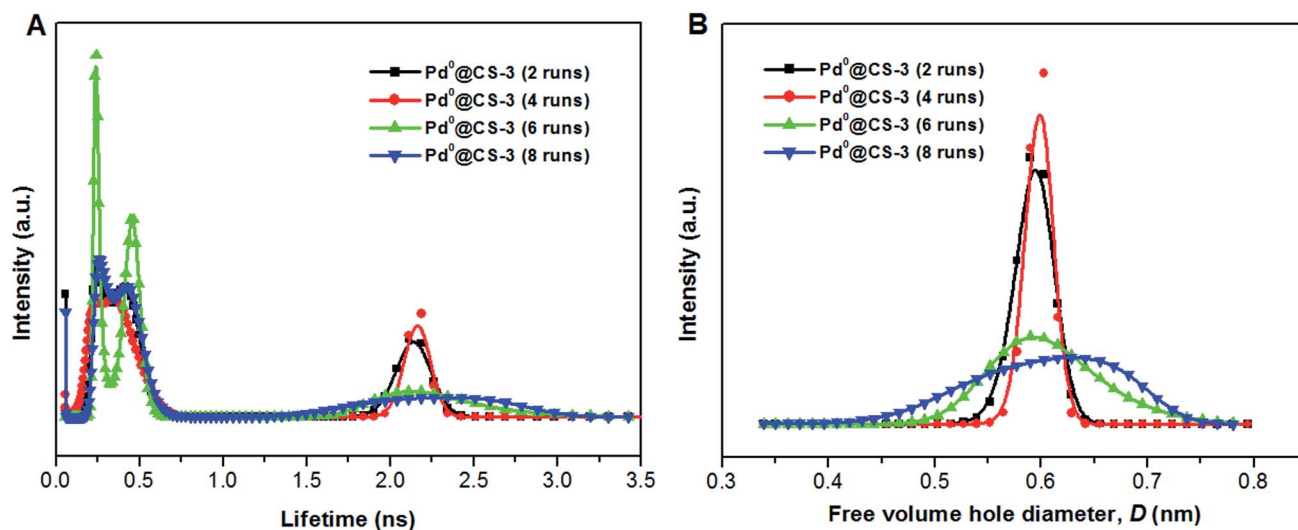 A
Pd⁰@CS-3 (2 runs)
Pd⁰@CS-3 (4 runs)
Pd⁰@CS-3 (6 runs)
Pd⁰@CS-3 (8 runs)
Intensity (a.u.)
0.0 0.5 1.0 1.5 2.0 2.5 3.0 3.5
Lifetime (ns)
B
Pd⁰@CS-3 (2 runs)
Pd⁰@CS-3 (4 runs)
Pd⁰@CS-3 (6 runs)
Pd⁰@CS-3 (8 runs)
Intensity (a.u.)
0.3 0.4 0.5 0.6 0.7 0.8
Free volume hole diameter, D (nm)